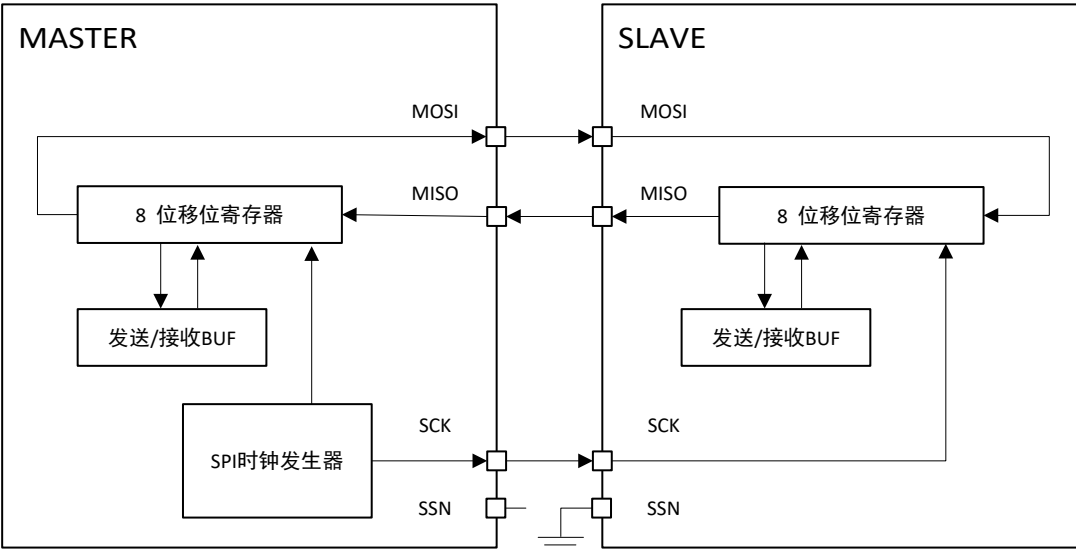 MASTER
SLAVE
MOSI
MOSI
MISO
MISO
8 位移位寄存器
8 位移位寄存器
发送/接收BUF
发送/接收BUF
SCK
SCK
SPI时钟发生器
SSN
SSN